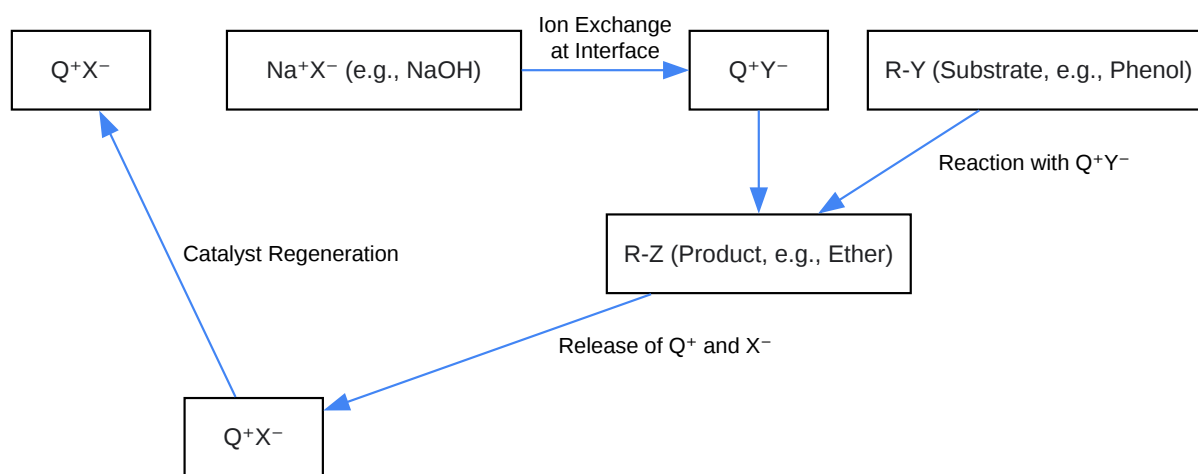 Ion Exchange
at Interface
Q⁺X⁻
Na⁺X⁻ (e.g., NaOH)
Q⁺Y⁻
R-Y (Substrate, e.g., Phenol)
Reaction with Q⁺Y⁻
Catalyst Regeneration
R-Z (Product, e.g., Ether)
Release of Q⁺ and X⁻
Q⁺X⁻